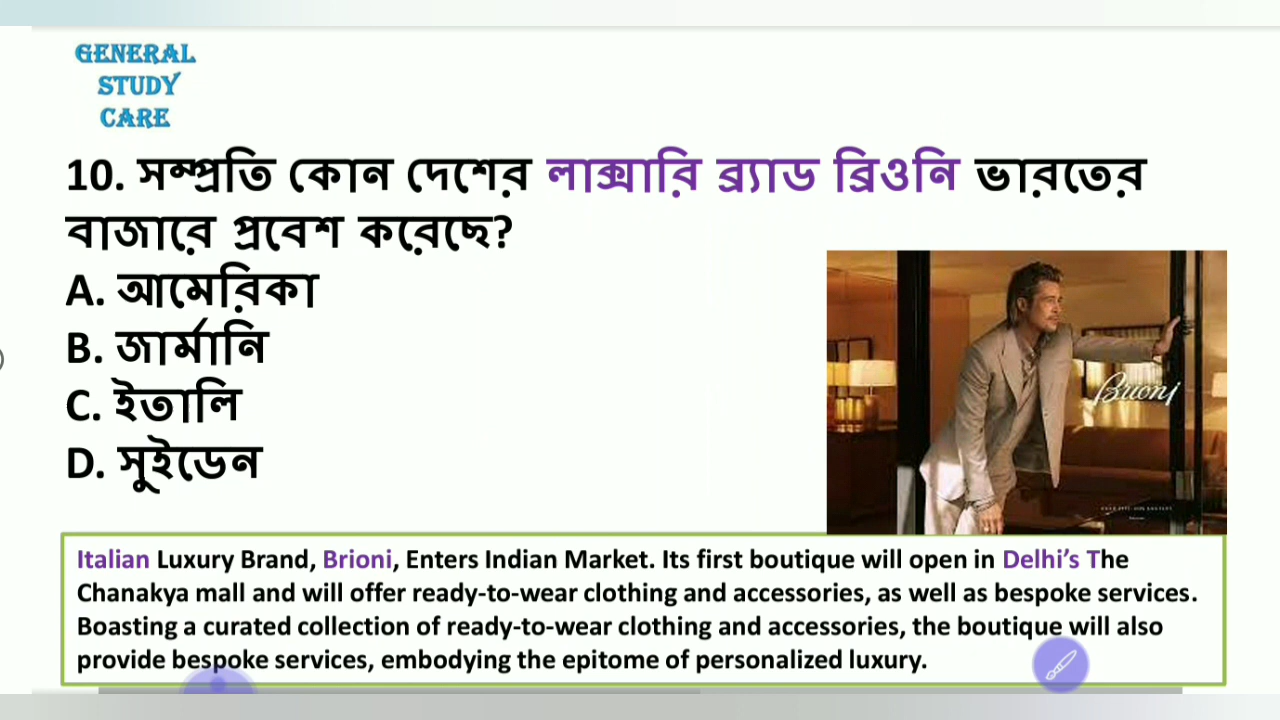 GENERAL
STUDY
CARE
10. সম্প্রতি কোন দেশের লাক্সারি ব্র্যাড ব্রিওনি ভারতের
বাজারে প্রবেশ করেছে?
A. আমেরিকা
B. জার্মানি
C. ইতালি
D. সুইডেন
Brioni
Italian Luxury Brand, Brioni, Enters Indian Market. Its first boutique will open in Delhi’s The
Chanakya mall and will offer ready-to-wear clothing and accessories, as well as bespoke services.
Boasting a curated collection of ready-to-wear clothing and accessories, the boutique will also
provide bespoke services, embodying the epitome of personalized luxury.